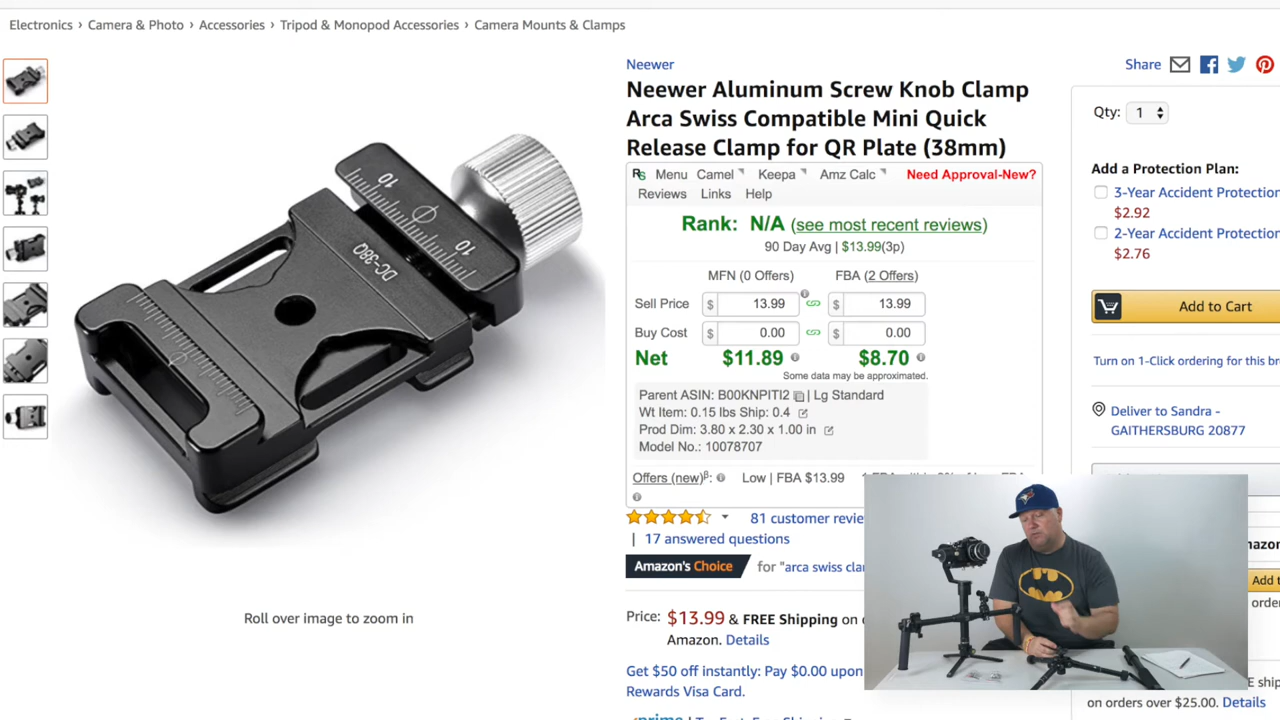 Electronics › Camera & Photo › Accessories › Tripod & Monopod Accessories › Camera Mounts & Clamps
10
10
DC-38Q
Roll over image to zoom in
Neewer
Neewer Aluminum Screw Knob Clamp
Arca Swiss Compatible Mini Quick
Release Clamp for QR Plate (38mm)
RS Menu Camel Keepa Amz Calc Need Approval-New?
Reviews Links Help
Rank: N/A (see most recent reviews)
90 Day Avg | $13.99(3p)
MFN (0 Offers) FBA (2 Offers)
Sell Price $ 13.99 $ 13.99
Buy Cost $ 0.00 $ 0.00
Net $11.89 $8.70
Some data may be approximated.
Parent ASIN: B00KNPITI2 | Lg Standard
Wt Item: 0.15 lbs Ship: 0.4
Prod Dim: 3.80 x 2.30 x 1.00 in
Model No.: 10078707
Offers (new)β: Low | FBA $13.99
81 customer revie
| 17 answered questions
Amazon's Choice for "arca swiss cla
Price: $13.99 & FREE Shipping on
Amazon. Details
Get $50 off instantly: Pay $0.00 upon
Rewards Visa Card.
Share
Qty: 1
Add a Protection Plan:
3-Year Accident Protectio
$2.92
2-Year Accident Protection
$2.76
Add to Cart
Turn on 1-Click ordering for this br
Deliver to Sandra -
GAITHERSBURG 20877
mazon
Add t
orde
E ship
on orders over $25.00. Details